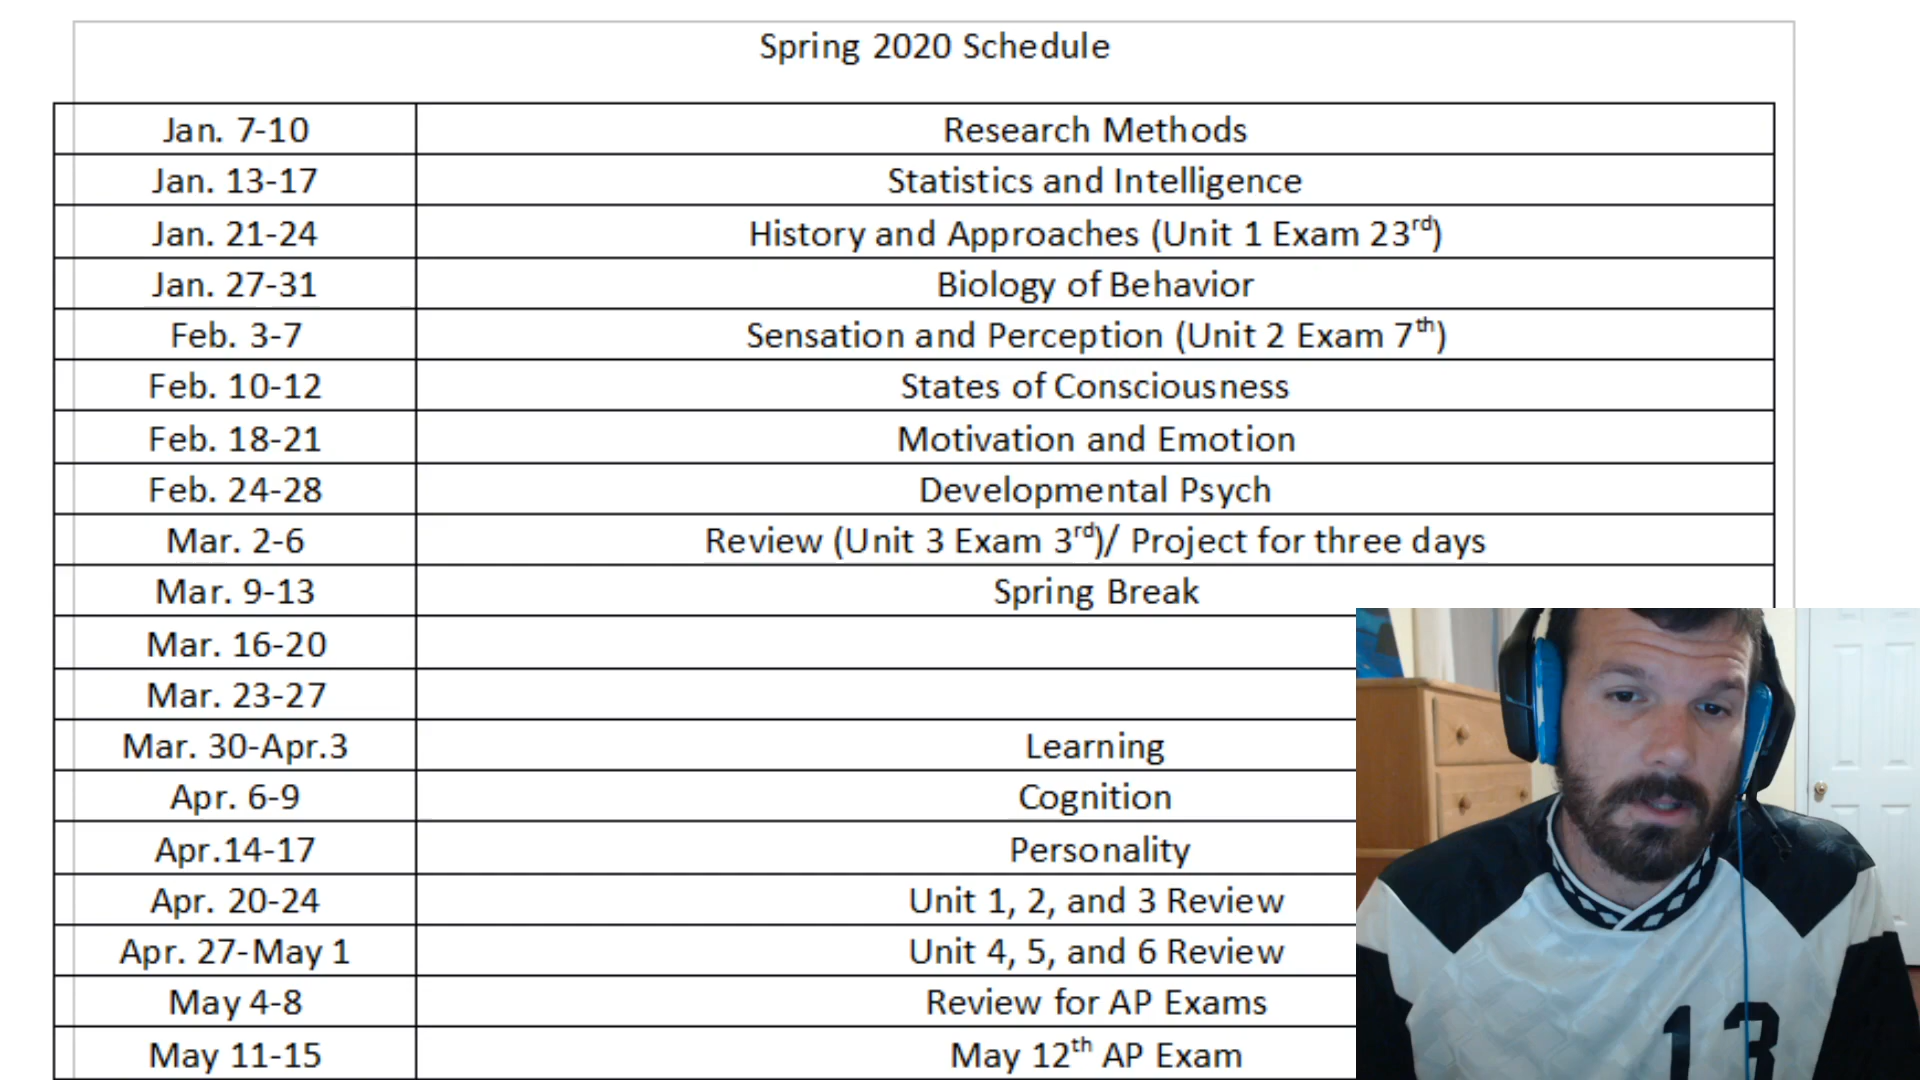 Spring 2020 Schedule
Jan. 7-10 Research Methods
Jan. 13-17 Statistics and Intelligence
Jan. 21-24 History and Approaches (Unit 1 Exam 23rd)
Jan. 27-31 Biology of Behavior
Feb. 3-7 Sensation and Perception (Unit 2 Exam 7th)
Feb. 10-12 States of Consciousness
Feb. 18-21 Motivation and Emotion
Feb. 24-28 Developmental Psych
Mar. 2-6 Review (Unit 3 Exam 3rd)/ Project for three days
Mar. 9-13 Spring Break
Mar. 16-20
Mar. 23-27
Mar. 30-Apr.3 Learning
Apr. 6-9 Cognition
Apr.14-17 Personality
Apr. 20-24 Unit 1, 2, and 3 Review
Apr. 27-May 1 Unit 4, 5, and 6 Review
May 4-8 Review for AP Exams
May 11-15 May 12th AP Exam
13